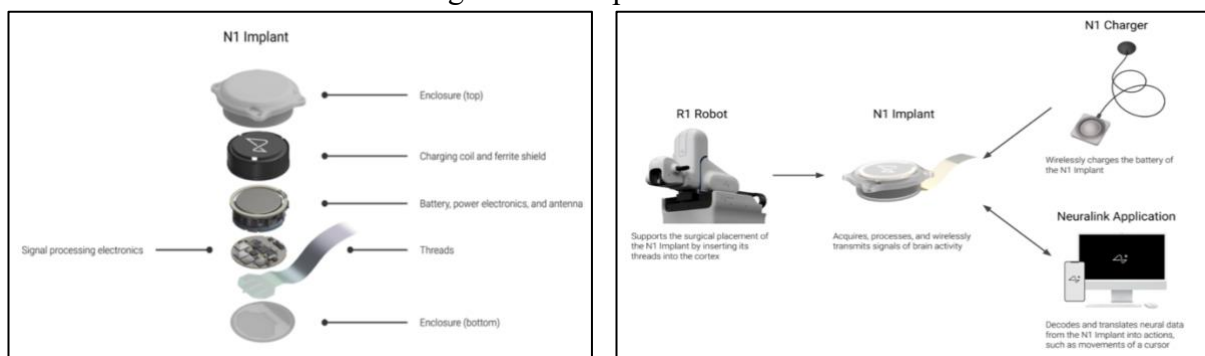 N1 Implant
Enclosure (top)
Charging coil and ferrite shield
Battery, power electronics, and antenna
Signal processing electronics
Threads
Enclosure (bottom)
N1 Charger
R1 Robot
N1 Implant
Wirelessly charges the battery of
the N1 Implant
Supports the surgical placement of
the N1 Implant by inserting its
threads into the cortex
Acquires, processes, and wirelessly
transmits signals of brain activity
Neuralink Application
Decodes and translates neural data
from the N1 Implant into actions,
such as movements of a cursor